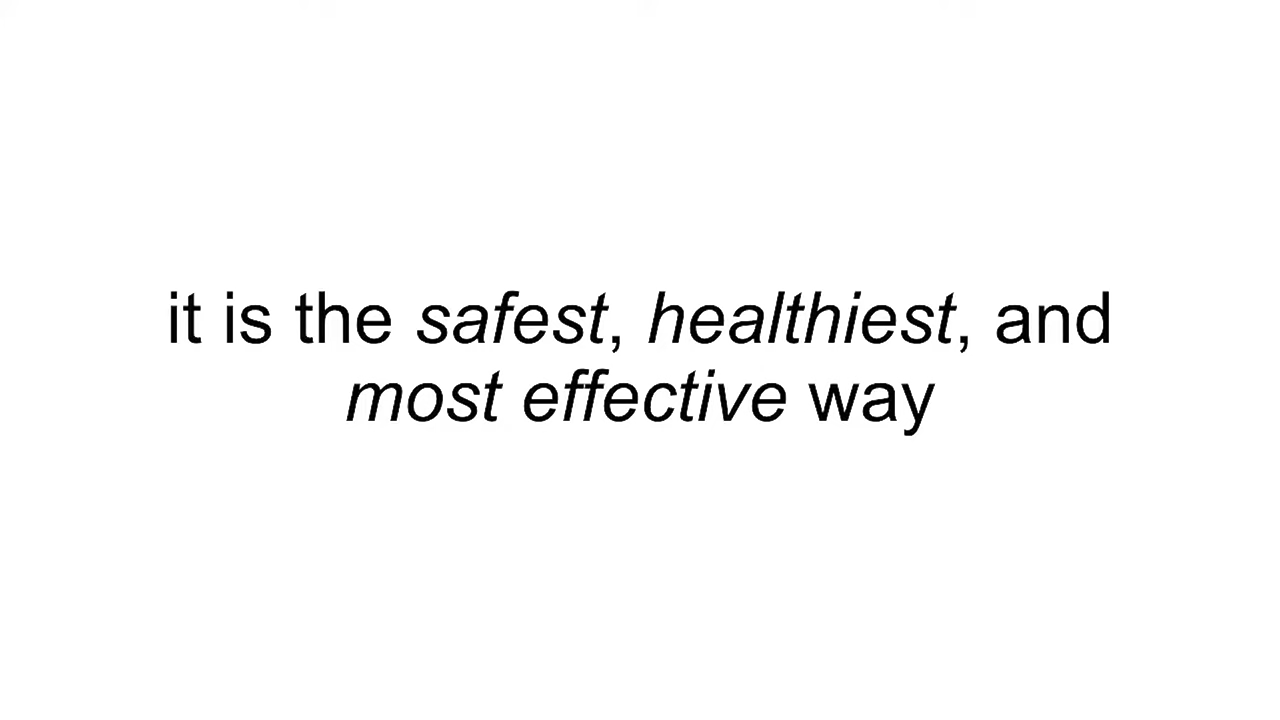 it is the safest, healthiest, and
most effective way